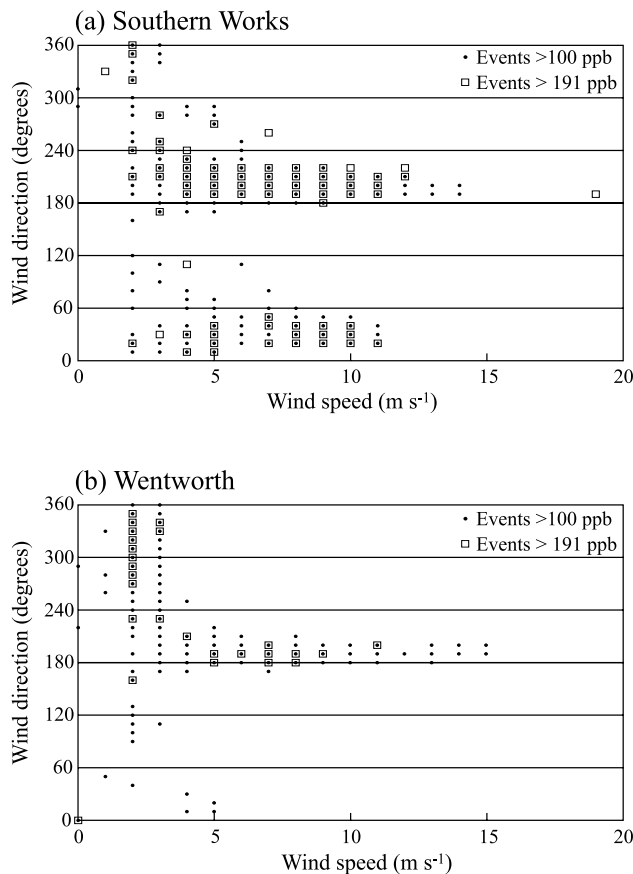 (a) Southern Works
360
300
240
180
120
60
0
Wind direction (degrees)
• Events >100 ppb
□ Events > 191 ppb
0 5 10 15 20
Wind speed (m s-1)
(b) Wentworth
360
300
240
180
120
60
0
Wind direction (degrees)
• Events >100 ppb
□ Events > 191 ppb
0 5 10 15 20
Wind speed (m s-1)